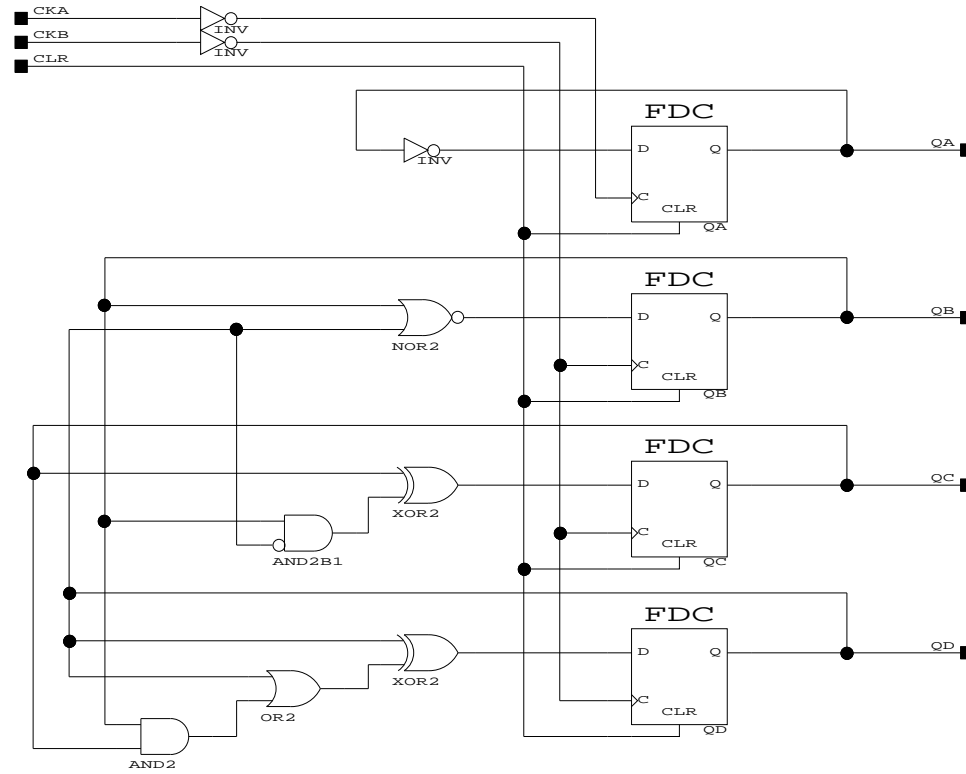 CKA
INV
CKB
INV
CLR
FDC
D Q QA
INV
C
CLR
QA
FDC
D Q QB
NOR2
C
CLR
QB
FDC
D Q QC
XOR2
C
CLR
AND2B1 QC
FDC
D Q QD
XOR2
C
OR2 CLR
QD
AND2